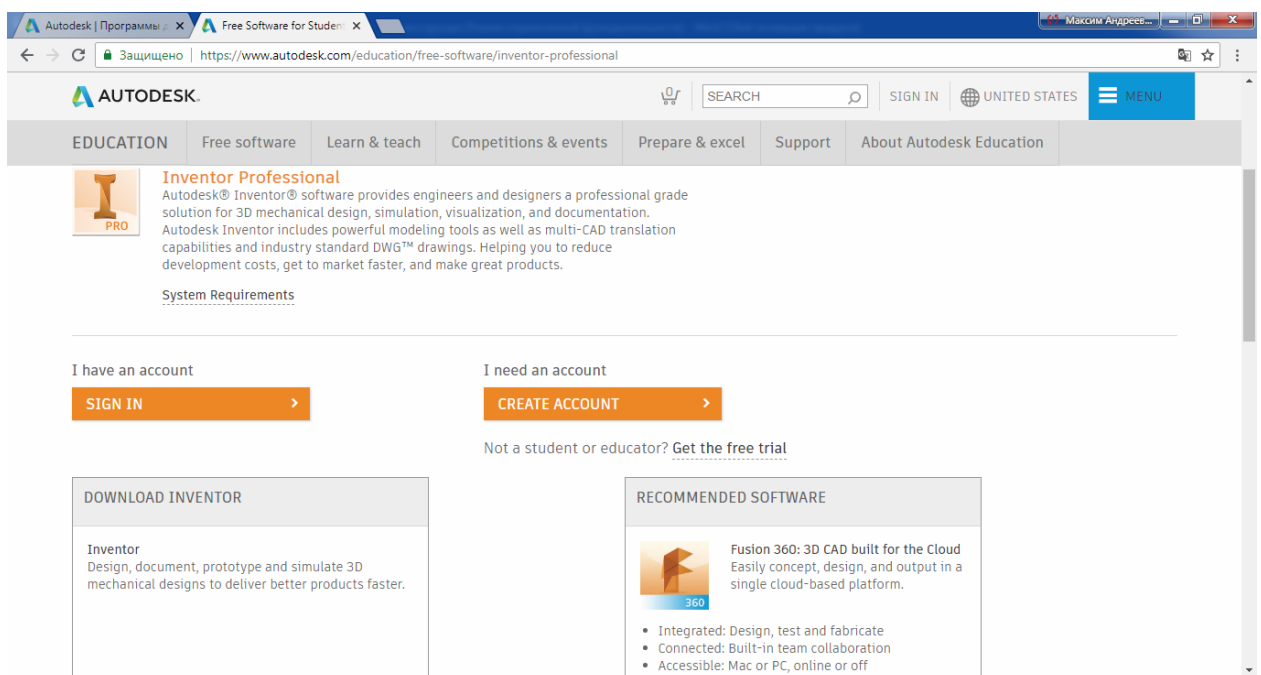 Autodesk | Программы д
Free Software for Student
Максим Андреев...
Защищено https://www.autodesk.com/education/free-software/inventor-professional
AUTODESK.
0
SEARCH
SIGN IN
UNITED STATES
MENU
EDUCATION
Free software
Learn & teach
Competitions & events
Prepare & excel
Support
About Autodesk Education
PRO
Inventor Professional
Autodesk® Inventor® software provides engineers and designers a professional grade
solution for 3D mechanical design, simulation, visualization, and documentation.
Autodesk Inventor includes powerful modeling tools as well as multi-CAD translation
capabilities and industry standard DWG™ drawings. Helping you to reduce
development costs, get to market faster, and make great products.
System Requirements
I have an account
SIGN IN
I need an account
CREATE ACCOUNT
Not a student or educator? Get the free trial
DOWNLOAD INVENTOR
Inventor
Design, document, prototype and simulate 3D
mechanical designs to deliver better products faster.
RECOMMENDED SOFTWARE
360
Fusion 360: 3D CAD built for the Cloud
Easily concept, design, and output in a
single cloud-based platform.
• Integrated: Design, test and fabricate
• Connected: Built-in team collaboration
• Accessible: Mac or PC, online or off